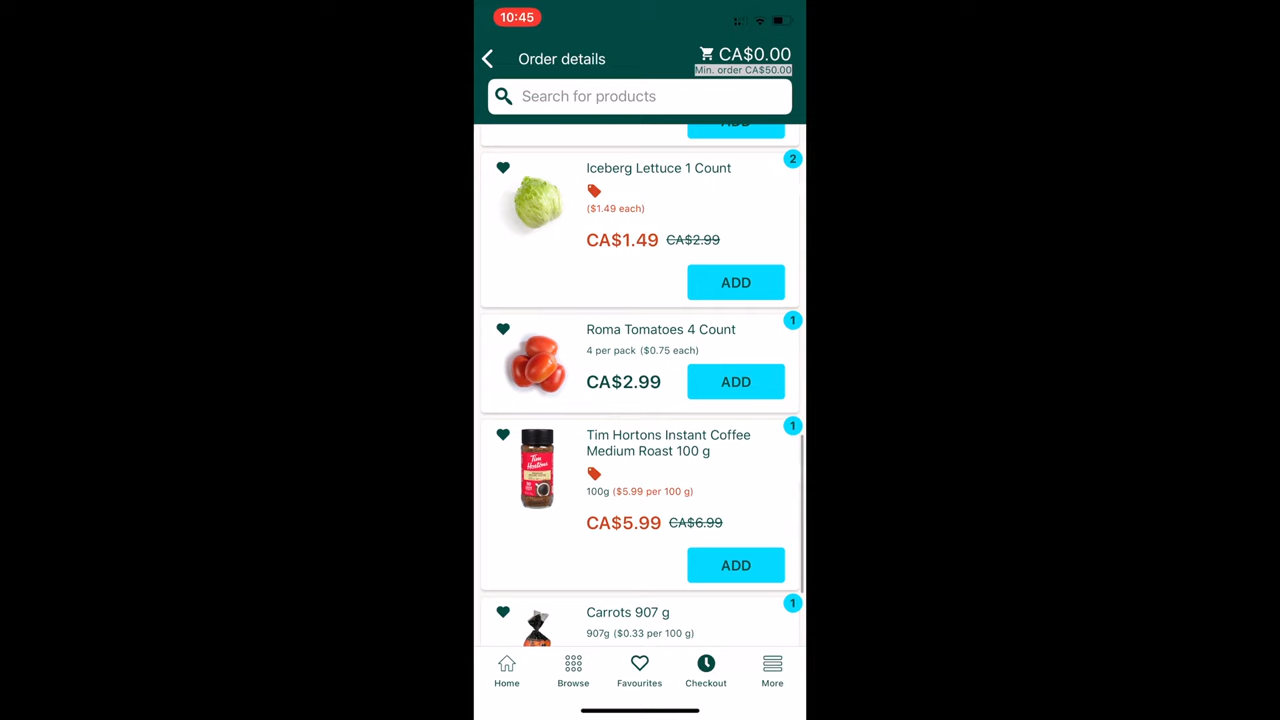 10:45
Order details
CA$0.00
Min. order CA$50.00
Search for products
ADD
2
Iceberg Lettuce 1 Count
($1.49 each)
CA$1.49 CA$2.99
ADD
1
Roma Tomatoes 4 Count
4 per pack ($0.75 each)
CA$2.99
ADD
1
Tim Hortons Instant Coffee
Medium Roast 100 g
Tim
Hortons
100g ($5.99 per 100 g)
CA$5.99 CA$6.99
ADD
1
Carrots 907 g
907g ($0.33 per 100 g)
Home
Browse
Favourites
Checkout
More